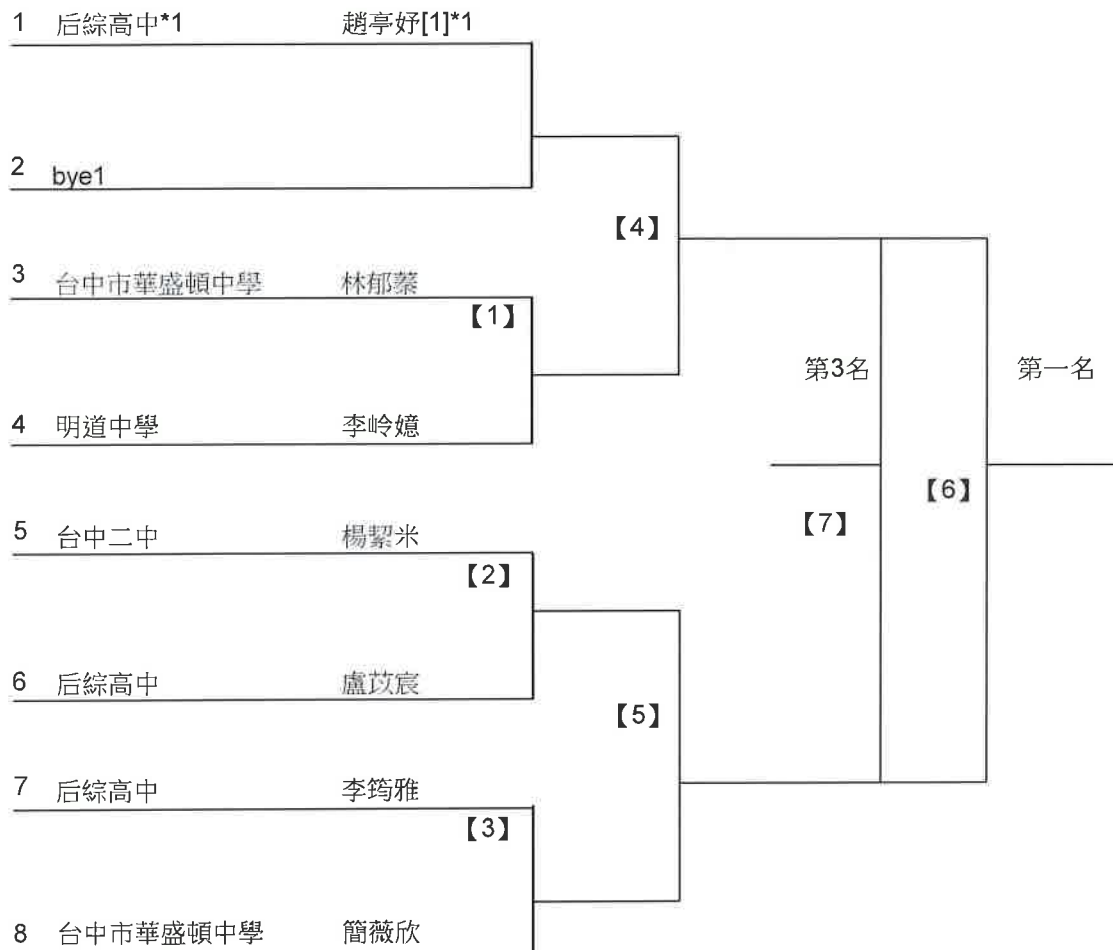 1 后綜高中*1 趙亭妤[1]*1
2 bye1
【4】
3 台中市華盛頓中學 林郁蓁
【1】
第3名 第一名
4 明道中學 李岭嬑
【6】
5 台中二中 楊絜米
【7】
【2】
6 后綜高中 盧苡宸
【5】
7 后綜高中 李筠雅
【3】
8 台中市華盛頓中學 簡薇欣